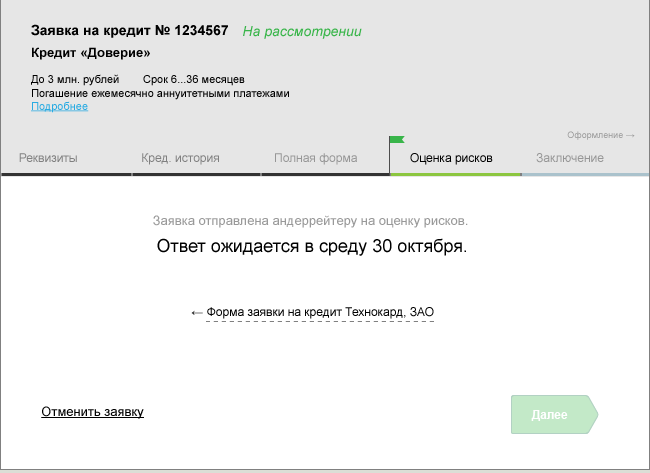 Заявка на кредит № 1234567 На рассмотрении
Кредит «Доверие»
До 3 млн. рублей Срок 6...36 месяцев
Погашение ежемесячно аннуитетными платежами
Подробнее
Оформление →
Реквизиты Кред. история Полная форма Оценка рисков Заключение
Заявка отправлена андеррейтеру на оценку рисков.
Ответ ожидается в среду 30 октября.
← Форма заявки на кредит Технокард, ЗАО
Отменить заявку Далее